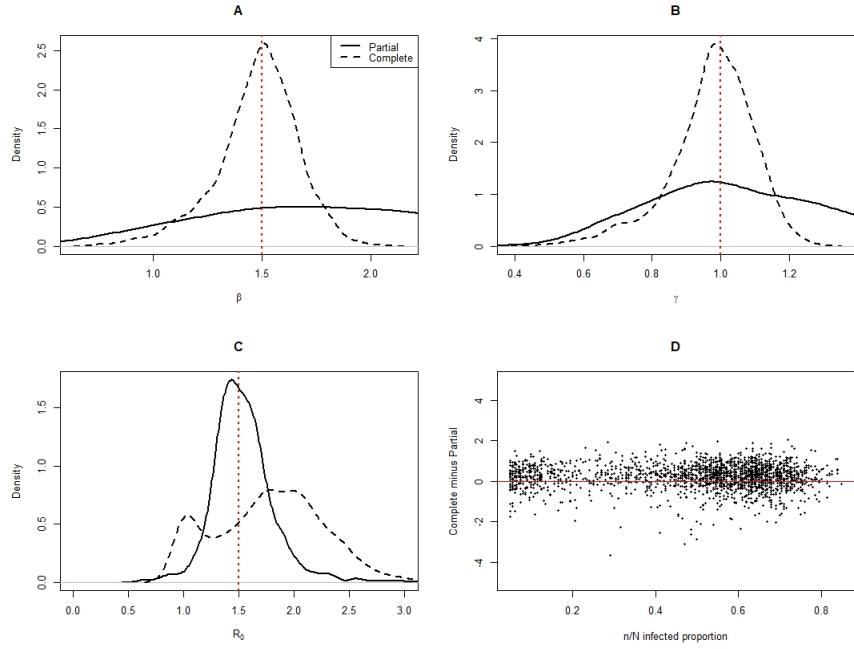 A
Density
0.0 0.5 1.0 1.5 2.0 2.5
Partial
Complete
1.0 1.5 2.0
β
B
Density
0 1 2 3 4
0.4 0.6 0.8 1.0 1.2
γ
C
Density
0.0 0.5 1.0 1.5
0.0 0.5 1.0 1.5 2.0 2.5 3.0
R₀
D
Complete minus Partial
-4 -2 0 2 4
0.2 0.4 0.6 0.8
n/N infected proportion